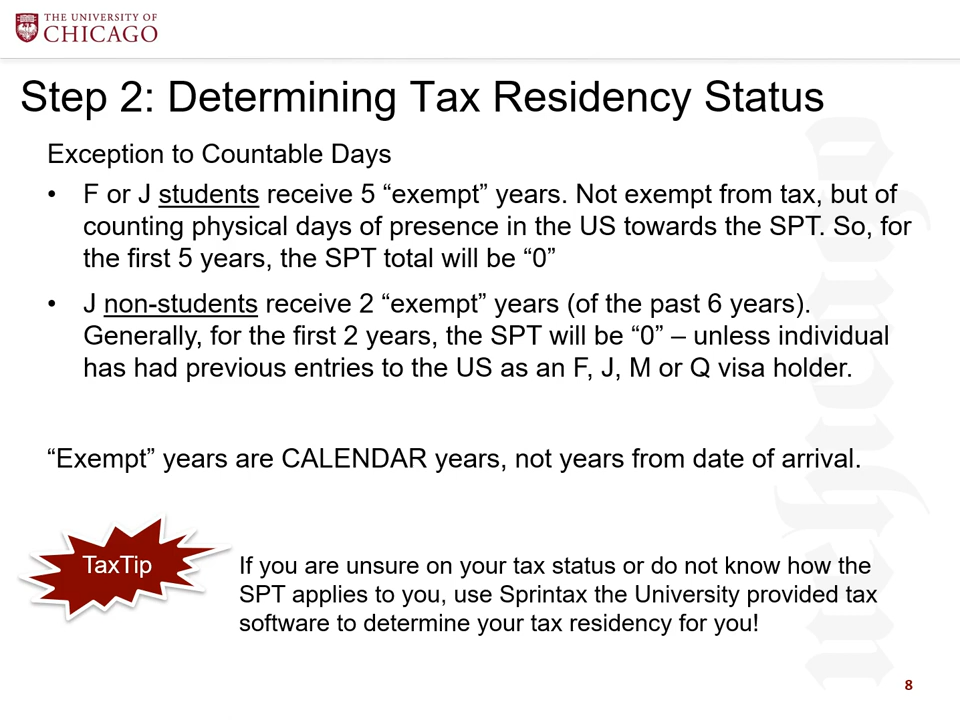 THE UNIVERSITY OF
CHICAGO
Step 2: Determining Tax Residency Status
Exception to Countable Days
• F or J students receive 5 “exempt” years. Not exempt from tax, but of
counting physical days of presence in the US towards the SPT. So, for
the first 5 years, the SPT total will be “0”
• J non-students receive 2 “exempt” years (of the past 6 years).
Generally, for the first 2 years, the SPT will be “0” – unless individual
has had previous entries to the US as an F, J, M or Q visa holder.
“Exempt” years are CALENDAR years, not years from date of arrival.
TaxTip
If you are unsure on your tax status or do not know how the
SPT applies to you, use Sprintax the University provided tax
software to determine your tax residency for you!
8